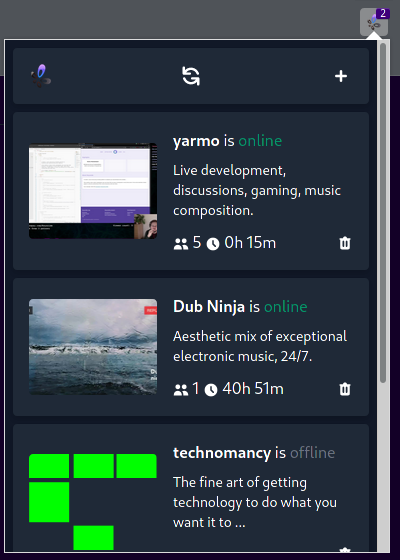 2
yarmo is online
Live development,
discussions, gaming, music
composition.
5 0h 15m
Dub Ninja is online
Aesthetic mix of exceptional
electronic music, 24/7.
1 40h 51m
technomancy is offline
The fine art of getting
technology to do what you
want it to ...